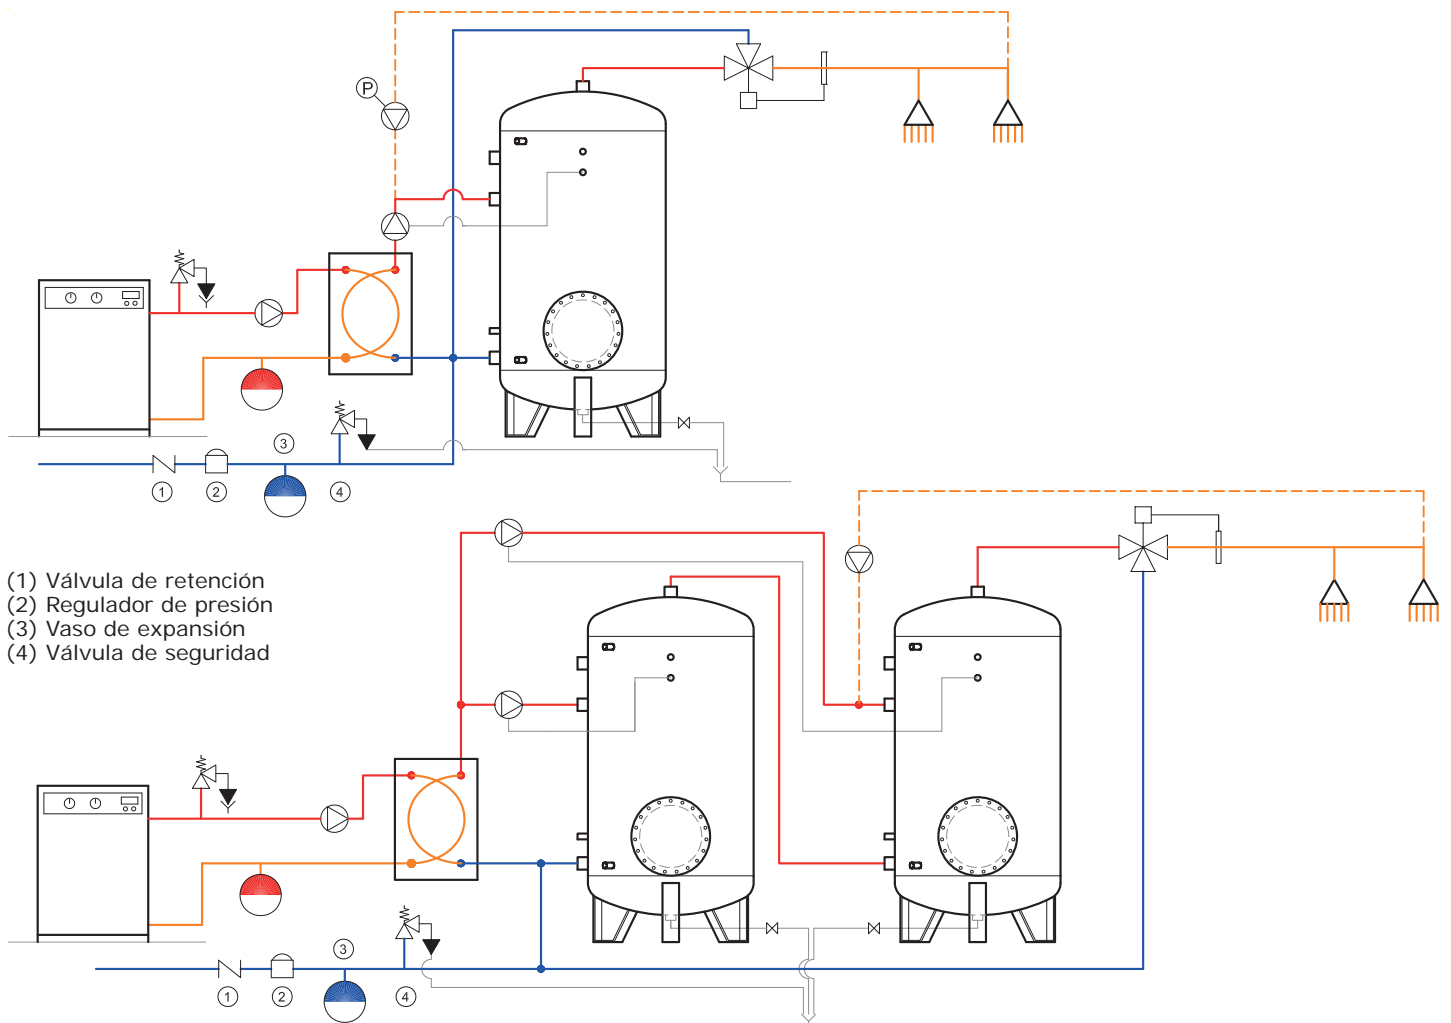 P
3
1
2
4
(1) Válvula de retención
(2) Regulador de presión
(3) Vaso de expansión
(4) Válvula de seguridad
3
1
2
4